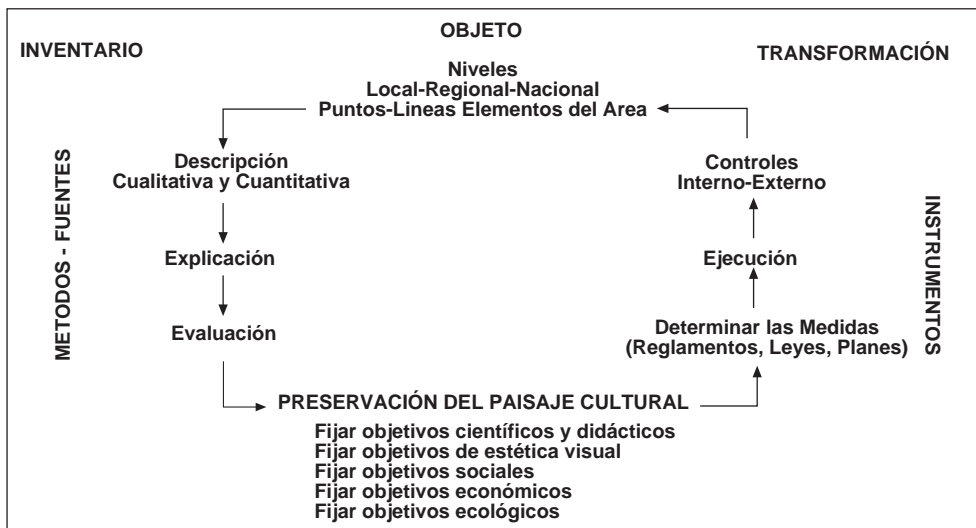 OBJETO
INVENTARIO
TRANSFORMACIÓN
Niveles
Local-Regional-Nacional
Puntos-Lineas Elementos del Area
METODOS - FUENTES
Descripción
Cualitativa y Cuantitativa
Explicación
Evaluación
Controles
Interno-Externo
Ejecución
Determinar las Medidas
(Reglamentos, Leyes, Planes)
INSTRUMENTOS
PRESERVACIÓN DEL PAISAJE CULTURAL
Fijar objetivos científicos y didácticos
Fijar objetivos de estética visual
Fijar objetivos sociales
Fijar objetivos económicos
Fijar objetivos ecológicos